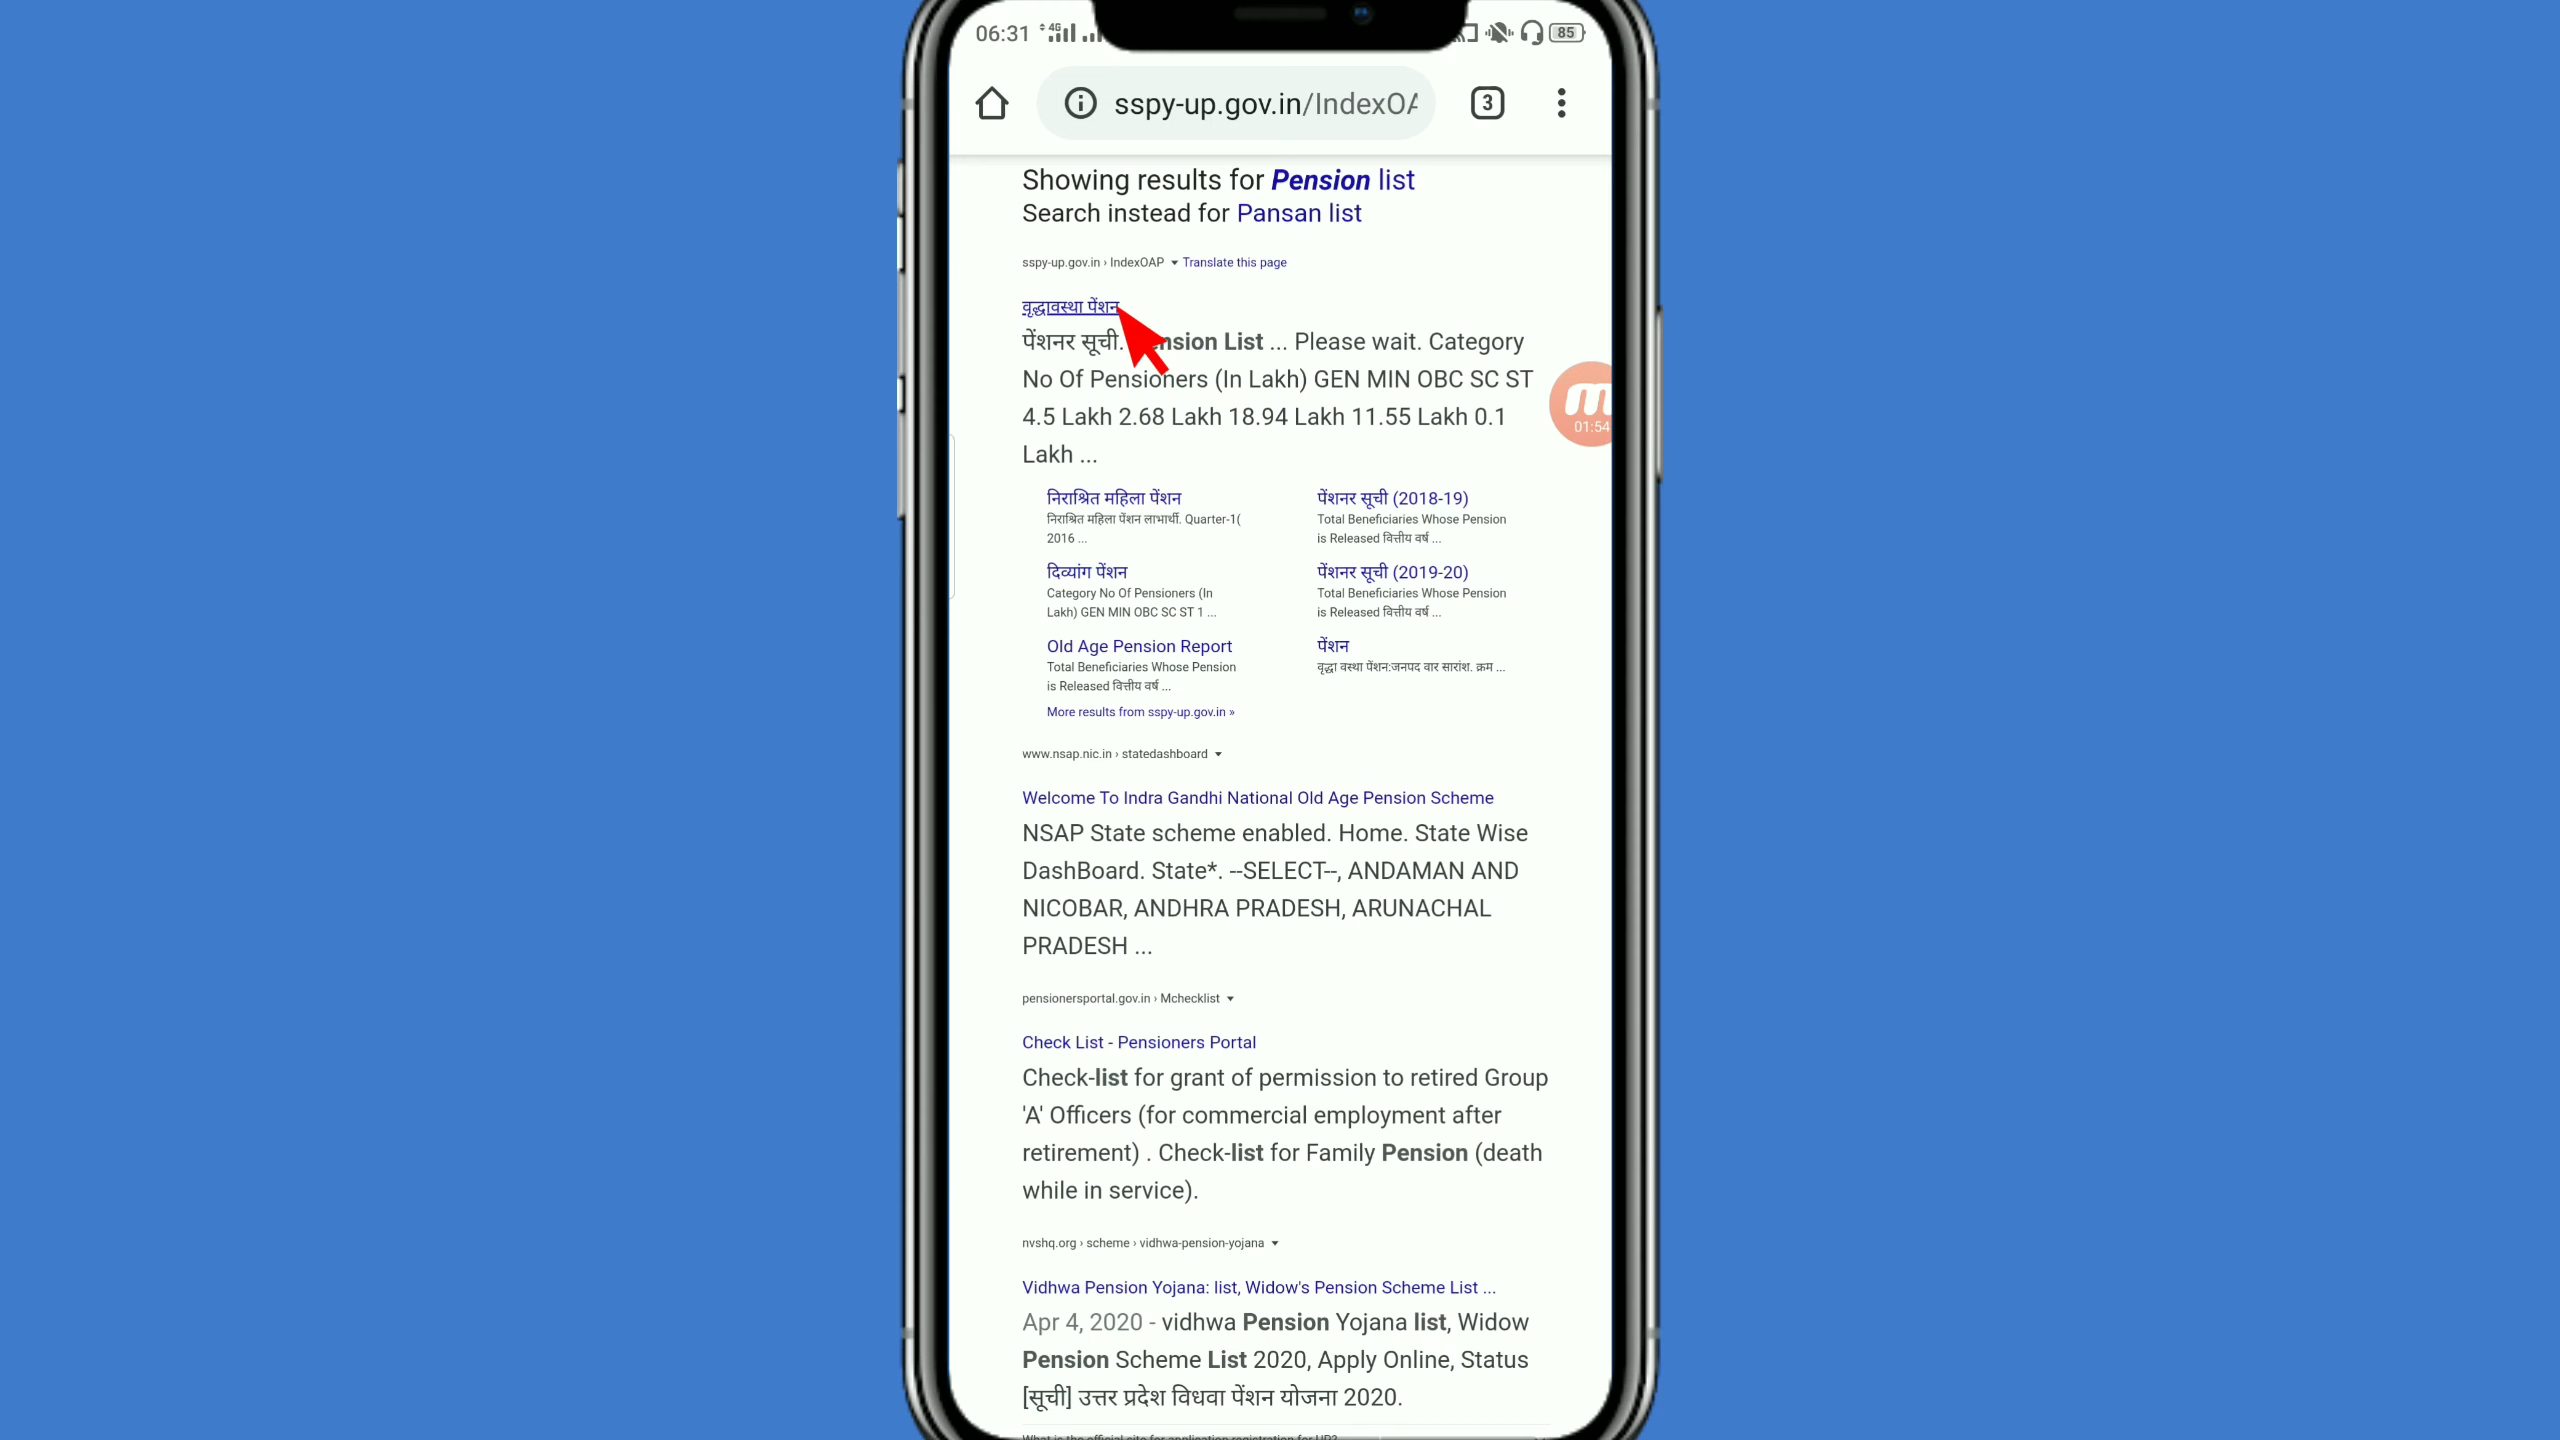 06:31 4G 85
sspy-up.gov.in/IndexOA 3
Showing results for Pension list
Search instead for Pansan list
sspy-up.gov.in › IndexOAP ▾ Translate this page
वृद्धावस्था पेंशन
पेंशनर सूची. nsion List ... Please wait. Category
No Of Pensioners (In Lakh) GEN MIN OBC SC ST
4.5 Lakh 2.68 Lakh 18.94 Lakh 11.55 Lakh 0.1
Lakh ...
m
01:54
निराश्रित महिला पेंशन
निराश्रित महिला पेंशन लाभार्थी. Quarter-1(
2016 ...
पेंशनर सूची (2018-19)
Total Beneficiaries Whose Pension
is Released वित्तीय वर्ष ...
दिव्यांग पेंशन
Category No Of Pensioners (In
Lakh) GEN MIN OBC SC ST 1 ...
पेंशनर सूची (2019-20)
Total Beneficiaries Whose Pension
is Released वित्तीय वर्ष ...
Old Age Pension Report
Total Beneficiaries Whose Pension
is Released वित्तीय वर्ष ...
पेंशन
वृद्धा वस्था पेंशन:जनपद वार सारांश. क्रम ...
More results from sspy-up.gov.in »
www.nsap.nic.in › statedashboard ▾
Welcome To Indra Gandhi National Old Age Pension Scheme
NSAP State scheme enabled. Home. State Wise
DashBoard. State*. --SELECT--, ANDAMAN AND
NICOBAR, ANDHRA PRADESH, ARUNACHAL
PRADESH ...
pensionersportal.gov.in › Mchecklist ▾
Check List - Pensioners Portal
Check-list for grant of permission to retired Group
'A' Officers (for commercial employment after
retirement) . Check-list for Family Pension (death
while in service).
nvshq.org › scheme › vidhwa-pension-yojana ▾
Vidhwa Pension Yojana: list, Widow's Pension Scheme List ...
Apr 4, 2020 - vidhwa Pension Yojana list, Widow
Pension Scheme List 2020, Apply Online, Status
[सूची] उत्तर प्रदेश विधवा पेंशन योजना 2020.